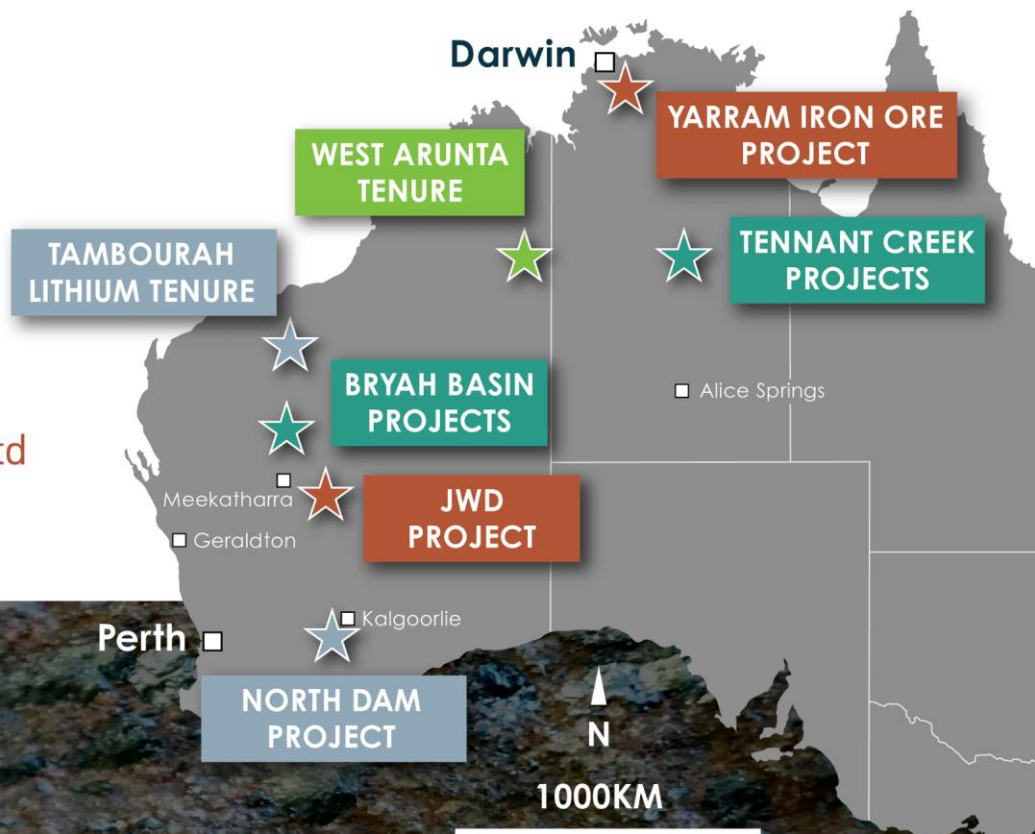 Darwin
YARRAM IRON ORE
PROJECT
WEST ARUNTA
TENURE
TENNANT CREEK
PROJECTS
TAMBOURAH
LITHIUM TENURE
BRYAH BASIN
PROJECTS
Alice Springs
td
Meekatharra
JWD
PROJECT
Geraldton
Kalgoorlie
Perth
NORTH DAM
PROJECT
N
1000KM